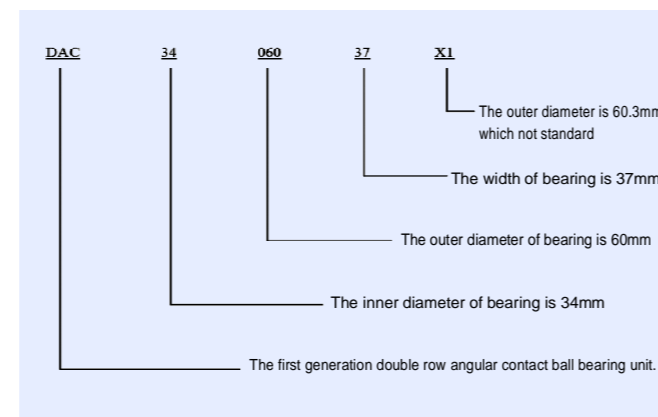 DAC 34 060 37 X1
The outer diameter is 60.3mm
which not standard
The width of bearing is 37mm
The outer diameter of bearing is 60mm
The inner diameter of bearing is 34mm
The first generation double row angular contact ball bearing unit.